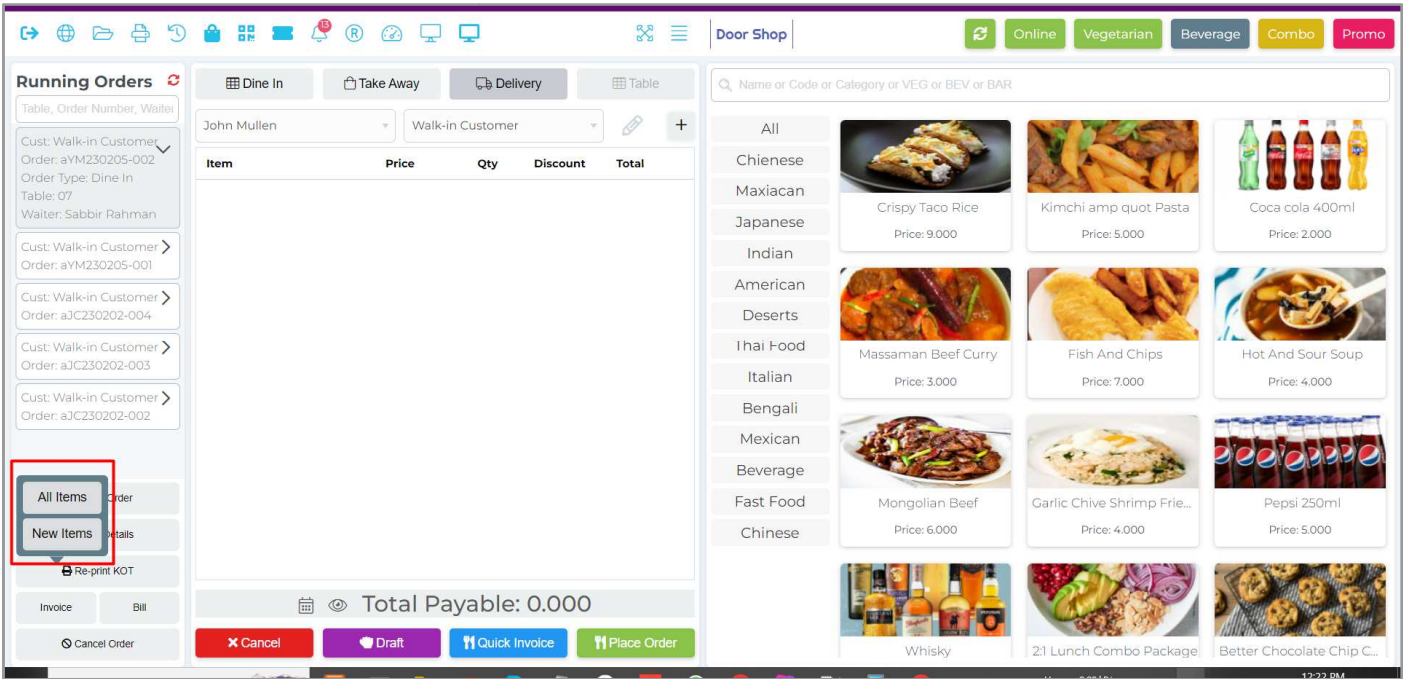 13
Door Shop
Online
Vegetarian
Beverage
Combo
Promo
Running Orders
Table, Order Number, Waiter
Cust: Walk-in Customer
Order: aYM230205-002
Order Type: Dine In
Table: 07
Waiter: Sabbir Rahman
Cust: Walk-in Customer
Order: aYM230205-001
Cust: Walk-in Customer
Order: aJC230202-004
Cust: Walk-in Customer
Order: aJC230202-003
Cust: Walk-in Customer
Order: aJC230202-002
All Items
New Items
Order
Details
Re-print KOT
Invoice
Bill
Cancel Order
Dine In
Take Away
Delivery
Table
John Mullen
Walk-in Customer
Item Price Qty Discount Total
Total Payable: 0.000
Cancel
Draft
Quick Invoice
Place Order
Name or Code or Category or VEG or BEV or BAR
All
Chienese
Maxiacan
Japanese
Indian
American
Deserts
Thai Food
Italian
Bengali
Mexican
Beverage
Fast Food
Chinese
Crispy Taco Rice
Price: 9.000
Kimchi amp quot Pasta
Price: 5.000
Coca cola 400ml
Price: 2.000
Massaman Beef Curry
Price: 3.000
Fish And Chips
Price: 7.000
Hot And Sour Soup
Price: 4.000
Mongolian Beef
Price: 6.000
Garlic Chive Shrimp Frie...
Price: 4.000
Pepsi 250ml
Price: 5.000
Whisky
2:1 Lunch Combo Package
Better Chocolate Chip C...
12:22 PM